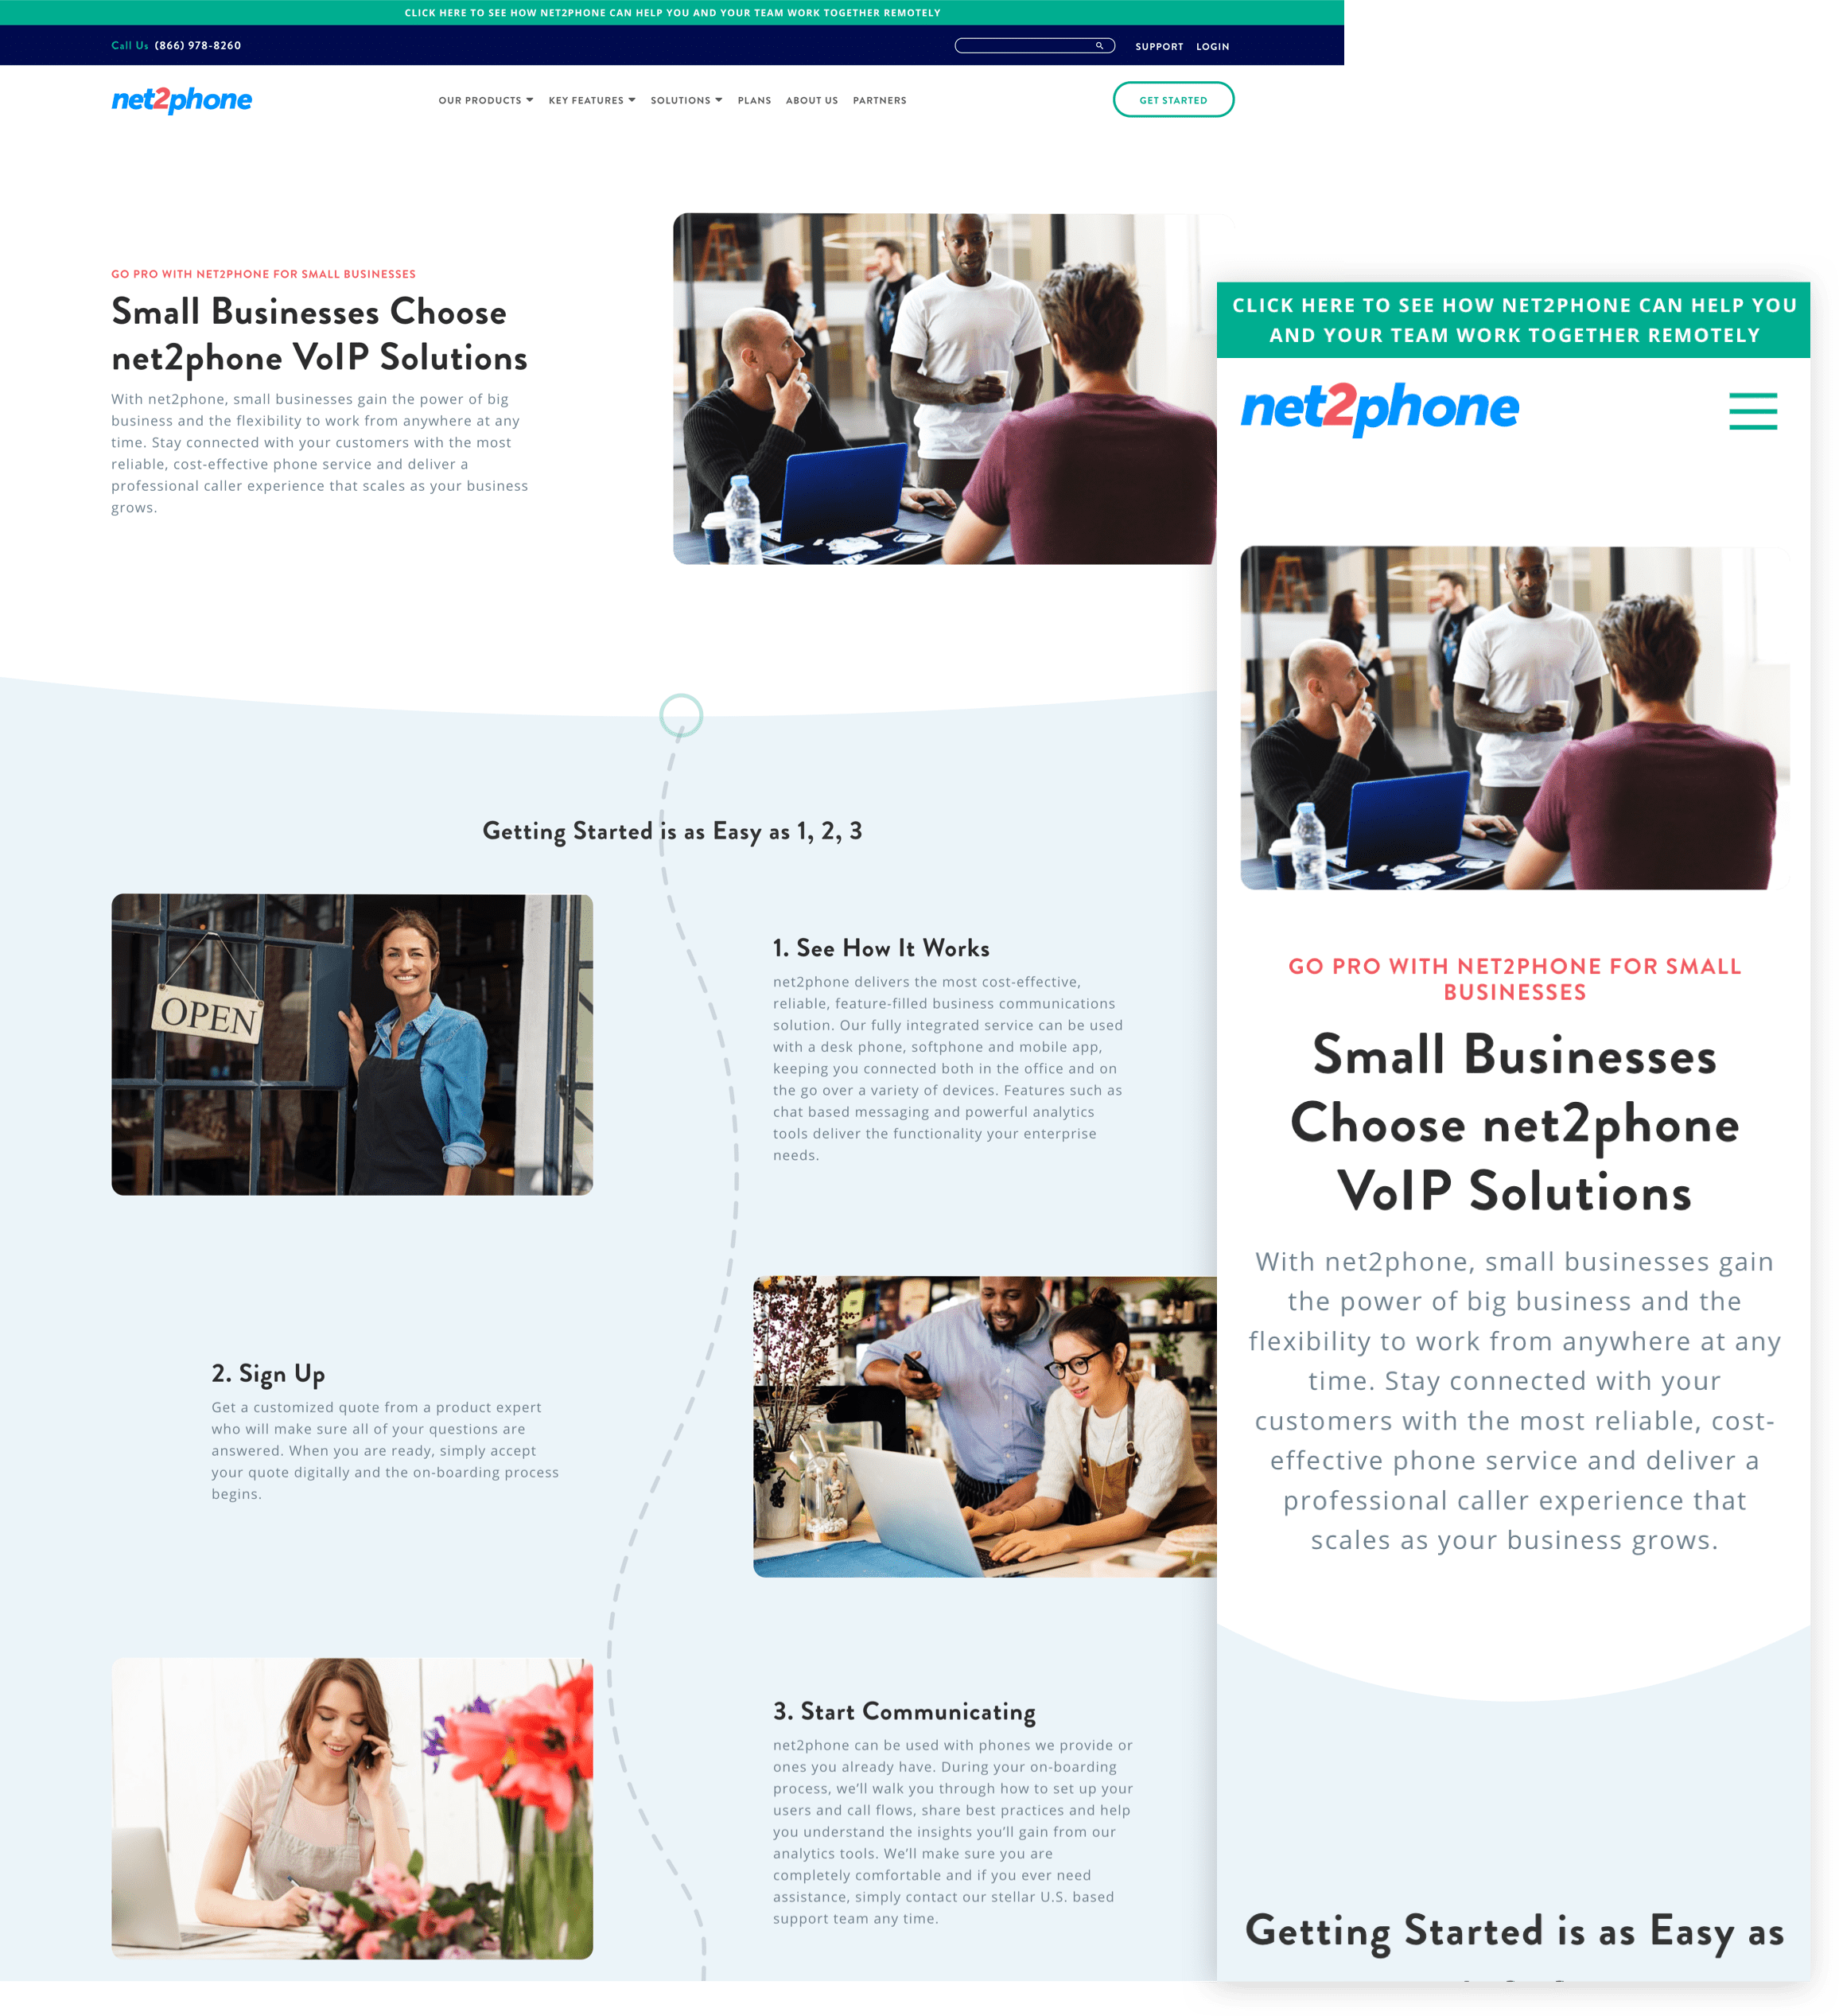 CLICK HERE TO SEE HOW NET2PHONE CAN HELP YOU AND YOUR TEAM WORK TOGETHER REMOTELY
Call Us (866) 978-8260
SUPPORT LOGIN
net2phone
OUR PRODUCTS KEY FEATURES SOLUTIONS PLANS ABOUT US PARTNERS
GET STARTED
GO PRO WITH NET2PHONE FOR SMALL BUSINESSES
Small Businesses Choose
net2phone VoIP Solutions
With net2phone, small businesses gain the power of big
business and the flexibility to work from anywhere at any
time. Stay connected with your customers with the most
reliable, cost-effective phone service and deliver a
professional caller experience that scales as your business
grows.
Getting Started is as Easy as 1, 2, 3
OPEN
1. See How It Works
net2phone delivers the most cost-effective,
reliable, feature-filled business communications
solution. Our fully integrated service can be used
with a desk phone, softphone and mobile app,
keeping you connected both in the office and on
the go over a variety of devices. Features such as
chat based messaging and powerful analytics
tools deliver the functionality your enterprise
needs.
2. Sign Up
Get a customized quote from a product expert
who will make sure all of your questions are
answered. When you are ready, simply accept
your quote digitally and the on-boarding process
begins.
3. Start Communicating
net2phone can be used with phones we provide or
ones you already have. During your on-boarding
process, we'll walk you through how to set up your
users and call flows, share best practices and help
you understand the insights you'll gain from our
analytics tools. We'll make sure you are
completely comfortable and if you ever need
assistance, simply contact our stellar U.S. based
support team any time.
CLICK HERE TO SEE HOW NET2PHONE CAN HELP YOU
AND YOUR TEAM WORK TOGETHER REMOTELY
net2phone
GO PRO WITH NET2PHONE FOR SMALL
BUSINESSES
Small Businesses
Choose net2phone
VoIP Solutions
With net2phone, small businesses gain
the power of big business and the
flexibility to work from anywhere at any
time. Stay connected with your
customers with the most reliable, cost-
effective phone service and deliver a
professional caller experience that
scales as your business grows.
Getting Started is as Easy as